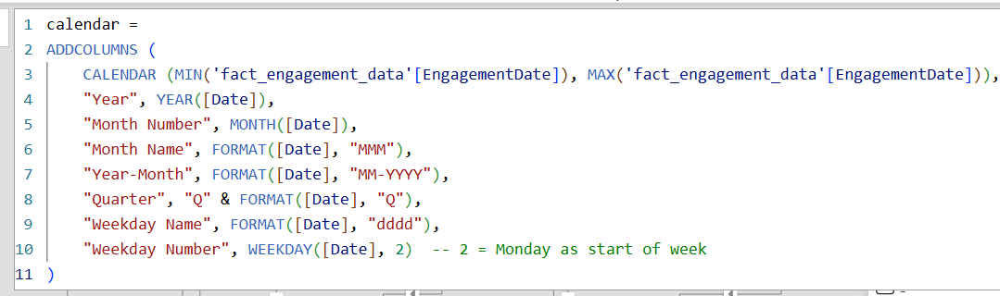 1 calendar =
2 ADDCOLUMNS (
3 CALENDAR (MIN('fact_engagement_data'[EngagementDate]), MAX('fact_engagement_data'[EngagementDate])),
4 "Year", YEAR([Date]),
5 "Month Number", MONTH([Date]),
6 "Month Name", FORMAT([Date], "MMM"),
7 "Year-Month", FORMAT([Date], "MM-YYYY"),
8 "Quarter", "Q" & FORMAT([Date], "Q"),
9 "Weekday Name", FORMAT([Date], "dddd"),
10 "Weekday Number", WEEKDAY([Date], 2) -- 2 = Monday as start of week
11 )